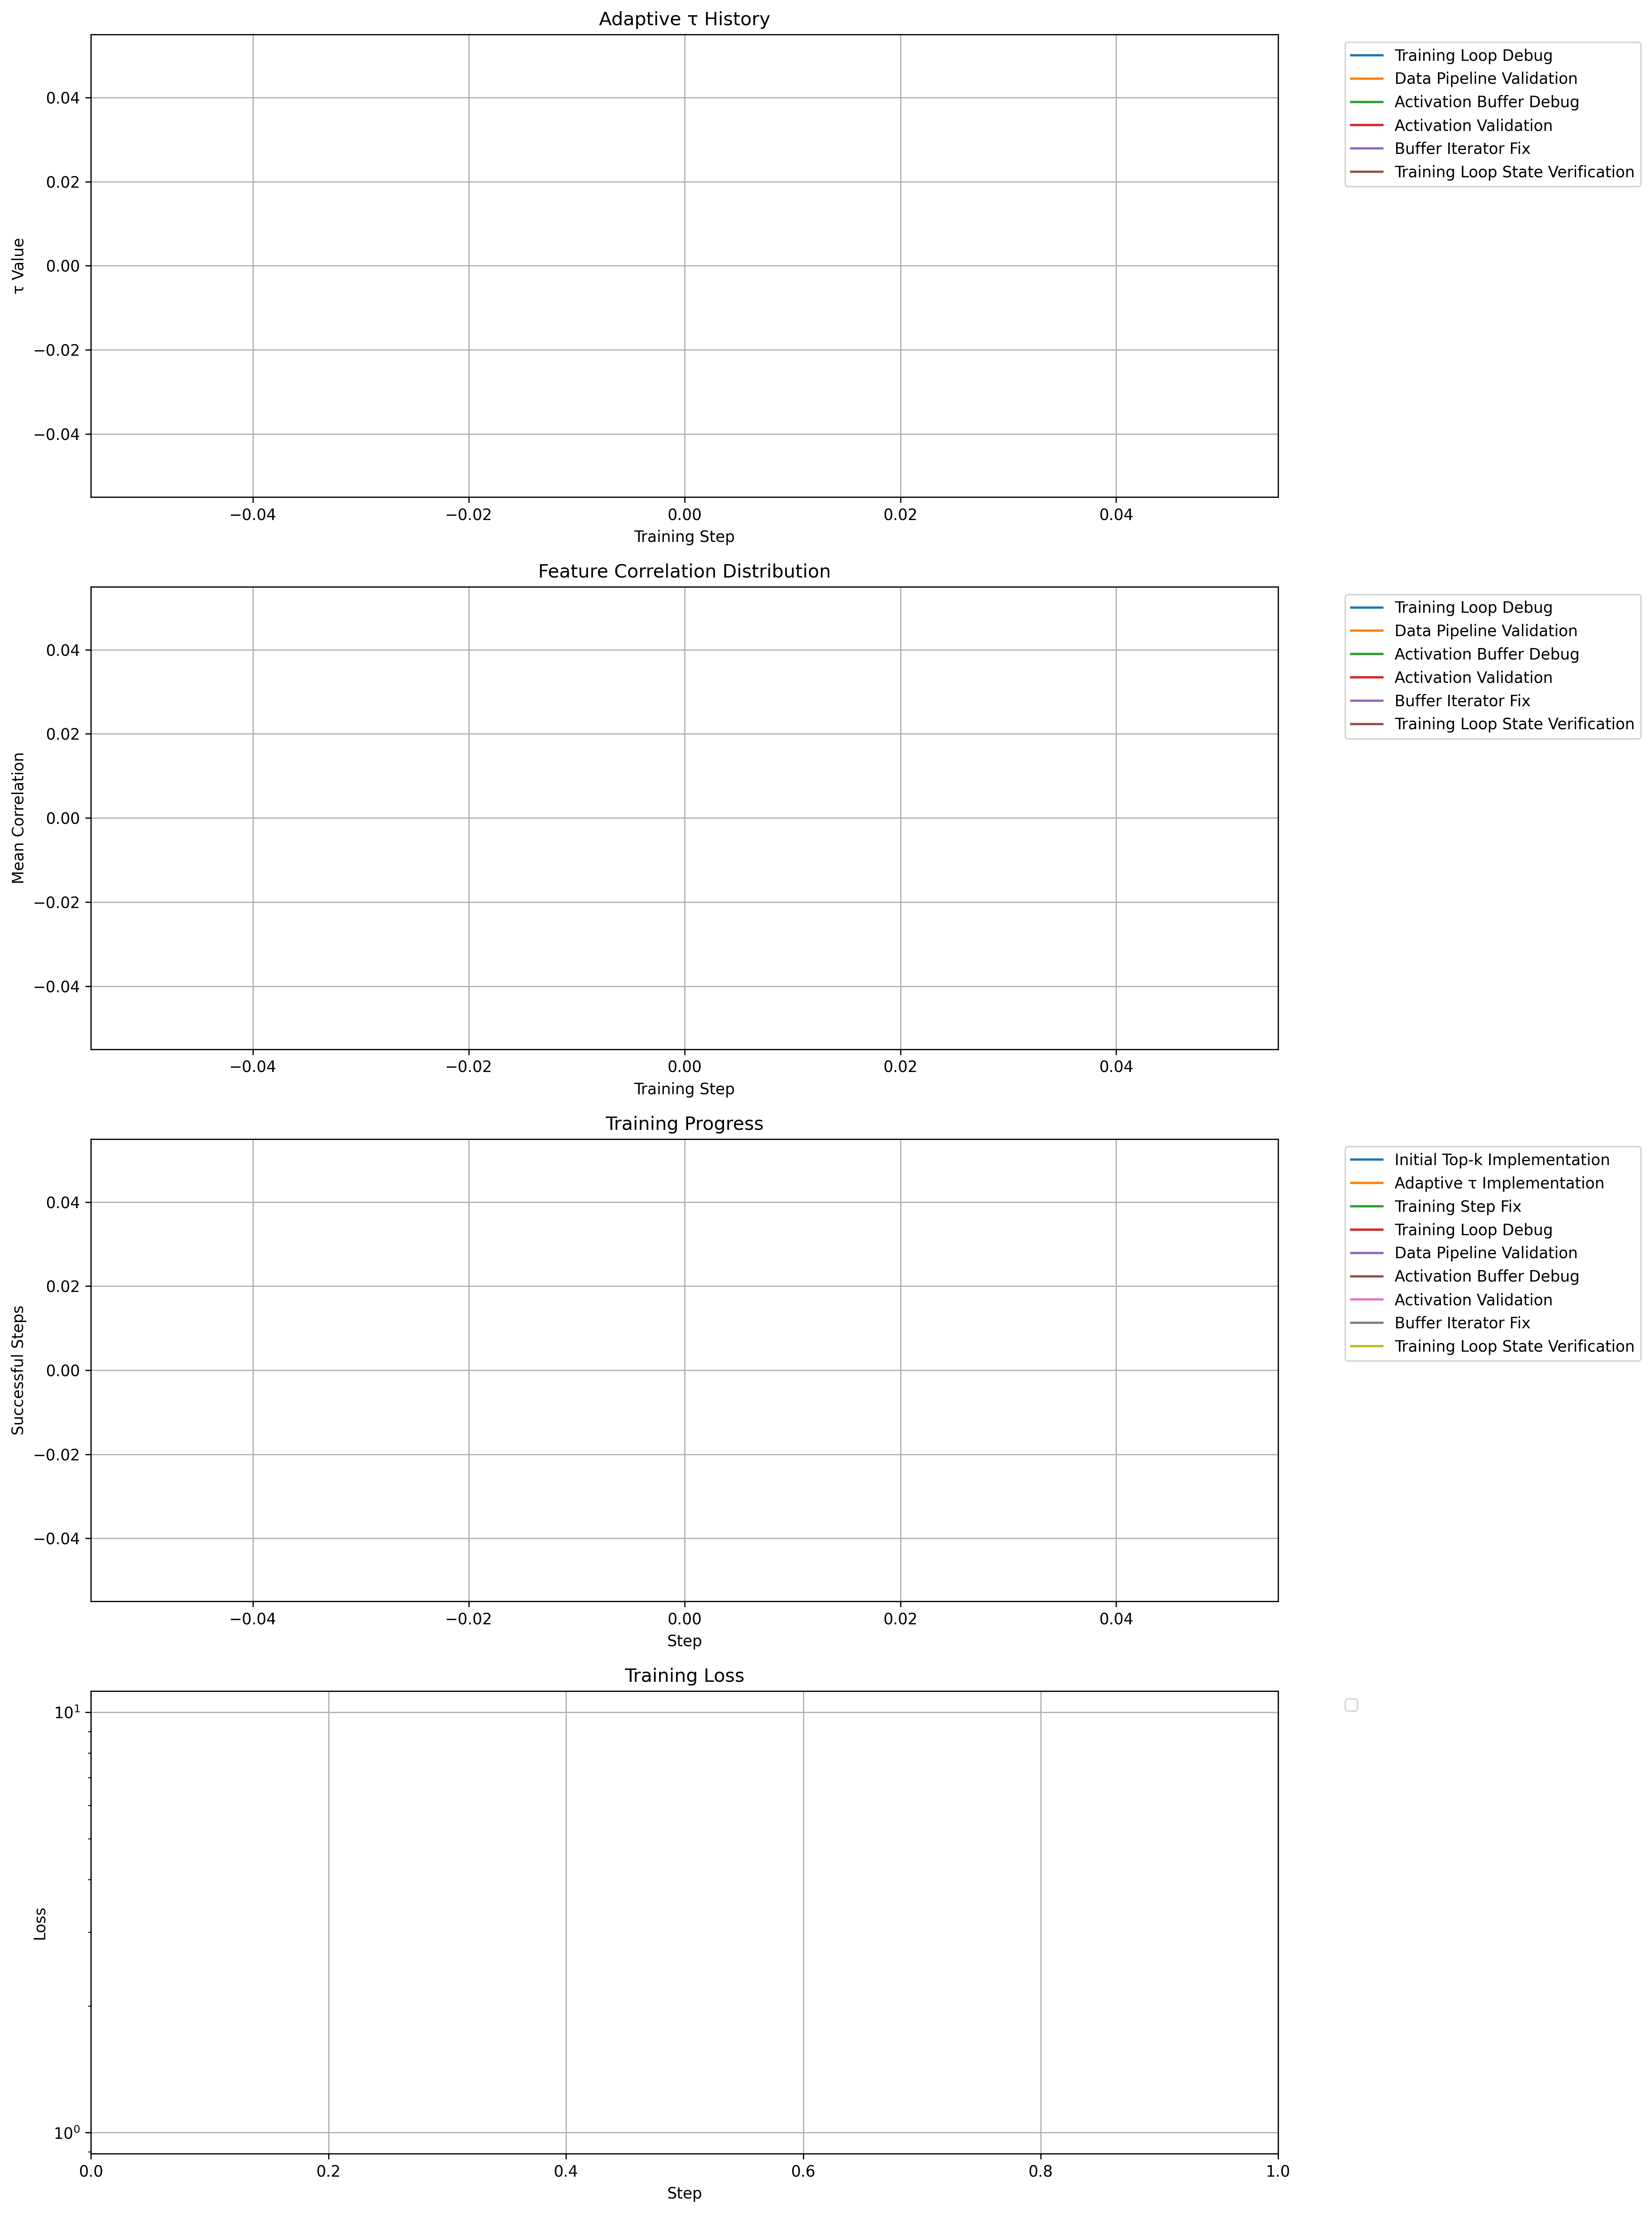 Adaptive τ History
0.04
0.02
0.00
−0.02
−0.04
τ Value
−0.04 −0.02 0.00 0.02 0.04
Training Step
Training Loop Debug
Data Pipeline Validation
Activation Buffer Debug
Activation Validation
Buffer Iterator Fix
Training Loop State Verification
Feature Correlation Distribution
0.04
0.02
0.00
−0.02
−0.04
Mean Correlation
−0.04 −0.02 0.00 0.02 0.04
Training Step
Training Loop Debug
Data Pipeline Validation
Activation Buffer Debug
Activation Validation
Buffer Iterator Fix
Training Loop State Verification
Training Progress
0.04
0.02
0.00
−0.02
−0.04
Successful Steps
−0.04 −0.02 0.00 0.02 0.04
Step
Initial Top-k Implementation
Adaptive τ Implementation
Training Step Fix
Training Loop Debug
Data Pipeline Validation
Activation Buffer Debug
Activation Validation
Buffer Iterator Fix
Training Loop State Verification
Training Loss
10¹
10⁰
Loss
0.0 0.2 0.4 0.6 0.8 1.0
Step